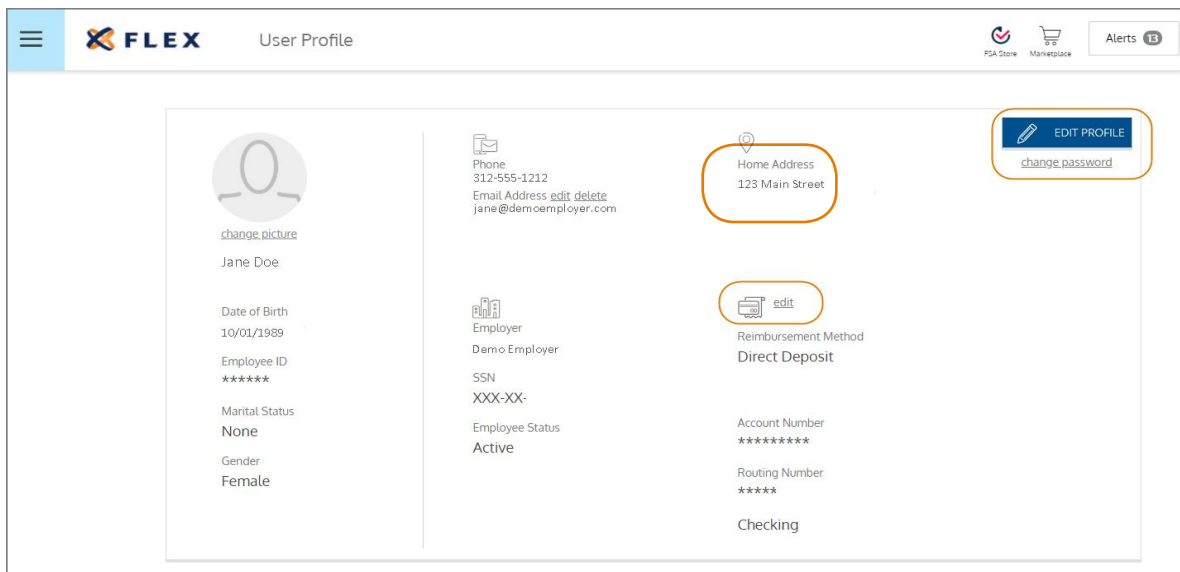 FLEX
User Profile
FSA Store
Marketplace
Alerts 13
EDIT PROFILE
change password
change picture
Jane Doe
Date of Birth
10/01/1989
Employee ID
******
Marital Status
None
Gender
Female
Phone
312-555-1212
Email Address edit delete
jane@demoemployer.com
Home Address
123 Main Street
Employer
Demo Employer
SSN
XXX-XX-
Employee Status
Active
edit
Reimbursement Method
Direct Deposit
Account Number
*********
Routing Number
*****
Checking